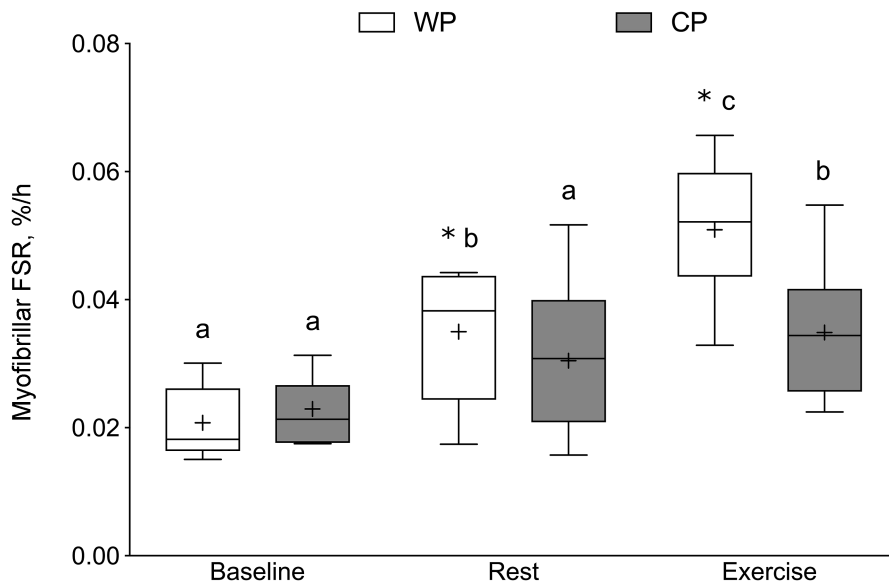 WP CP
0.08
* c
0.06
b
a
* b
0.04
a a
0.02
0.00
Myofibrillar FSR, %/h
Baseline Rest Exercise